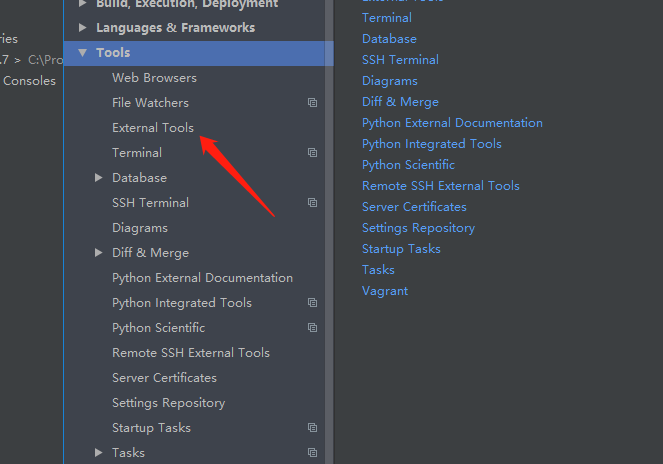 Build, Execution, Deployment
Languages & Frameworks
Tools
Web Browsers
File Watchers
External Tools
Terminal
Database
SSH Terminal
Diagrams
Diff & Merge
Python External Documentation
Python Integrated Tools
Python Scientific
Remote SSH External Tools
Server Certificates
Settings Repository
Startup Tasks
Tasks
ries
.7 > C:\Pro
Consoles
External Tools
Terminal
Database
SSH Terminal
Diagrams
Diff & Merge
Python External Documentation
Python Integrated Tools
Python Scientific
Remote SSH External Tools
Server Certificates
Settings Repository
Startup Tasks
Tasks
Vagrant